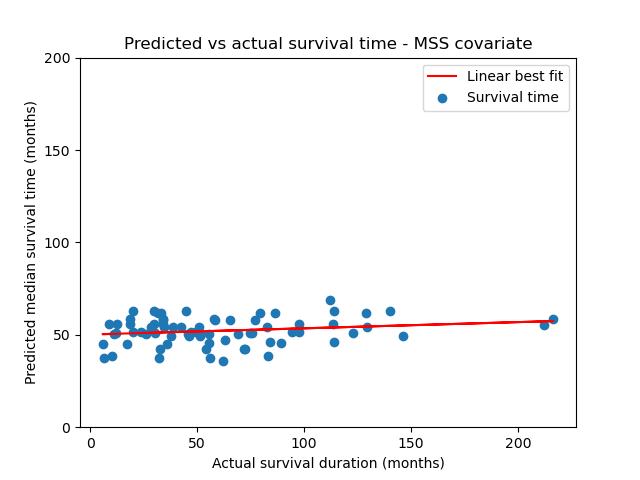 Predicted vs actual survival time - MSS covariate
Linear best fit
Survival time
200
150
100
50
0
Predicted median survival time (months)
0 50 100 150 200
Actual survival duration (months)